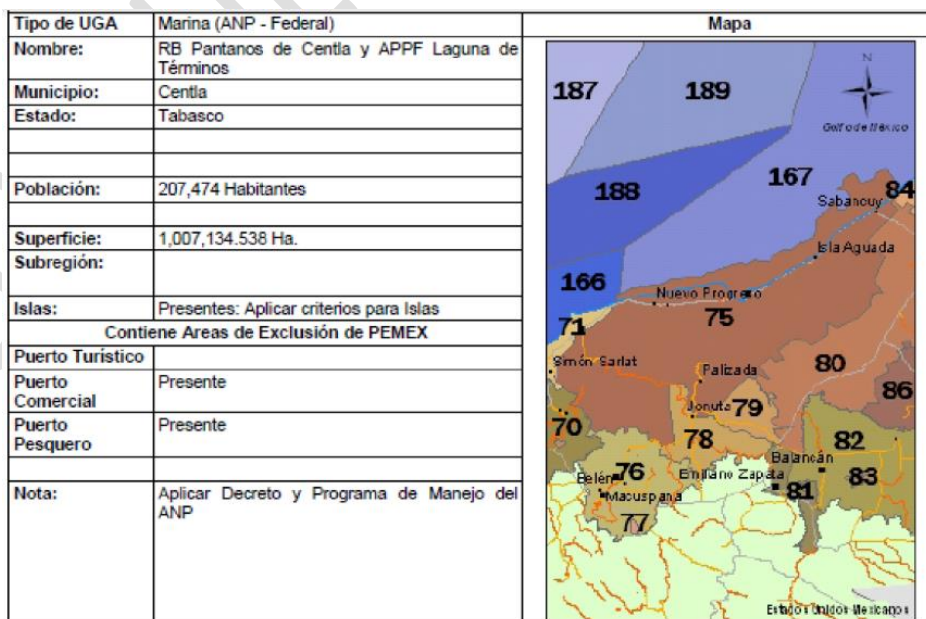 Tipo de UGA Marina (ANP - Federal) Mapa
Nombre: RB Pantanos de Centla y APPF Laguna de
Términos
Municipio: Centla
Estado: Tabasco
Población: 207,474 Habitantes
Superficie: 1,007,134.538 Ha.
Subregión:
Islas: Presentes: Aplicar criterios para Islas
Contiene Areas de Exclusión de PEMEX
Puerto Turístico
Puerto Presente
Comercial
Puerto Presente
Pesquero
Nota: Aplicar Decreto y Programa de Manejo del
ANP
N
187 189
Golfo de México
188 167 84
Sabancuy
Isla Aguada
166
Nuevo Progreso
75
71
Simón Sarlat
Palizada
80
86
Jonuta 79
70 78 82
Balancán
Belén 76 Emiliano Zapata 83
Macuspana 81
77
Estados Unidos Mexicanos